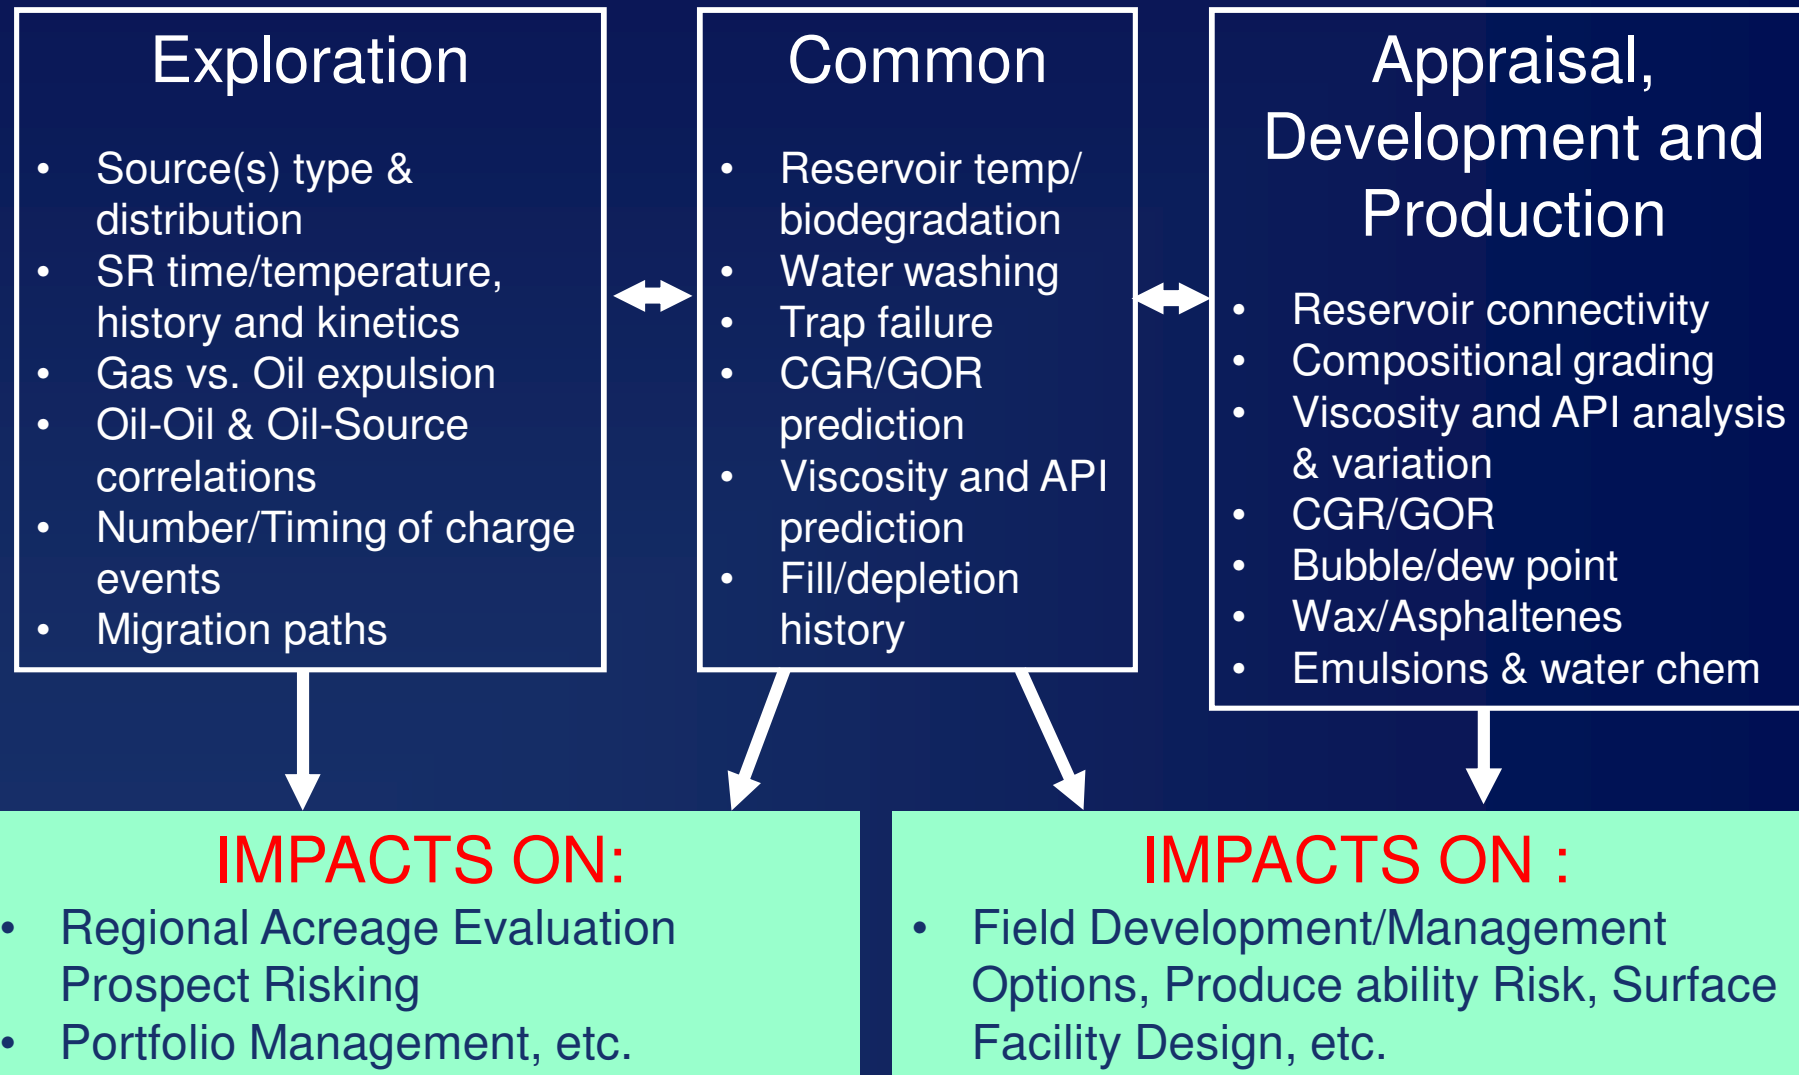 Exploration
• Source(s) type &
distribution
• SR time/temperature,
history and kinetics
• Gas vs. Oil expulsion
• Oil-Oil & Oil-Source
correlations
• Number/Timing of charge
events
• Migration paths
Common
• Reservoir temp/
biodegradation
• Water washing
• Trap failure
• CGR/GOR
prediction
• Viscosity and API
prediction
• Fill/depletion
history
Appraisal,
Development and
Production
• Reservoir connectivity
• Compositional grading
• Viscosity and API analysis
& variation
• CGR/GOR
• Bubble/dew point
• Wax/Asphaltenes
• Emulsions & water chem
IMPACTS ON:
• Regional Acreage Evaluation
Prospect Risking
• Portfolio Management, etc.
IMPACTS ON :
• Field Development/Management
Options, Produce ability Risk, Surface
Facility Design, etc.